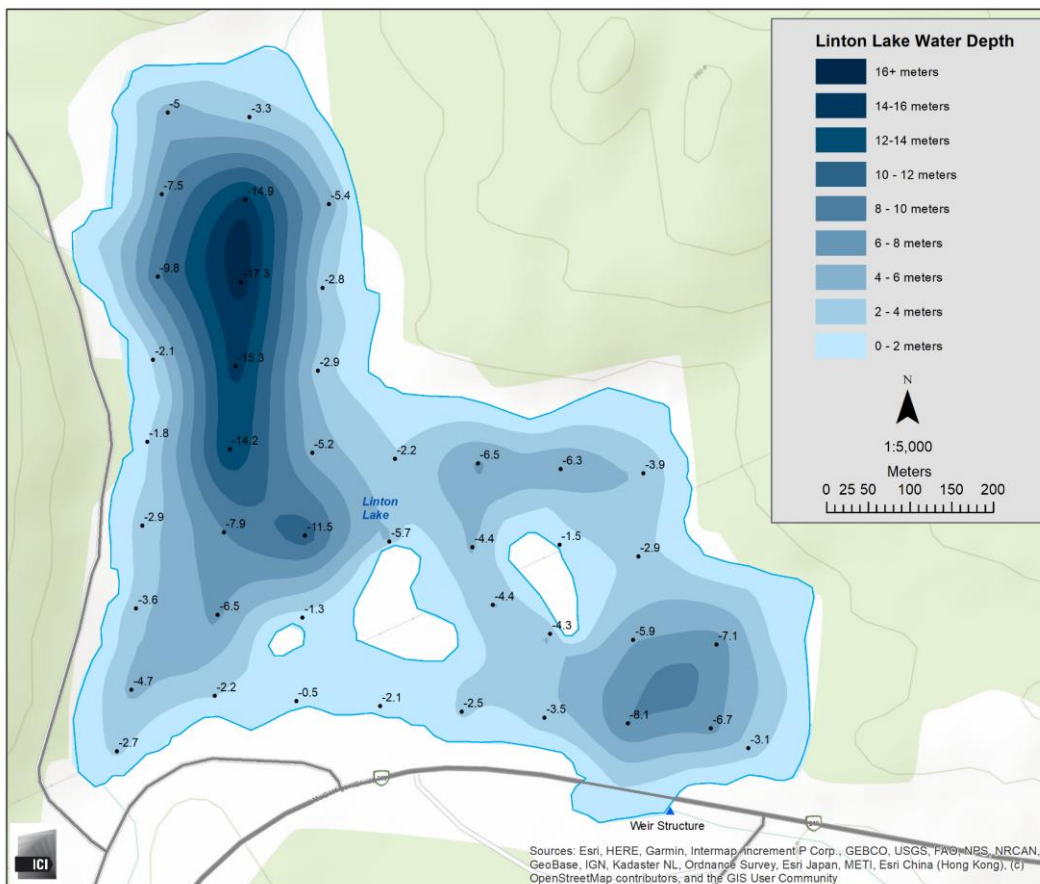 Linton Lake Water Depth
16+ meters
14-16 meters
12-14 meters
10 - 12 meters
8 - 10 meters
6 - 8 meters
4 - 6 meters
2 - 4 meters
0 - 2 meters
N
1:5,000
Meters
0 25 50 100 150 200
-5
-3.3
-7.5
-14.9
-5.4
-9.8
-17.3
-2.8
-2.1
-15.3
-2.9
-1.8
-14.2
-5.2
-2.2
-6.5
-6.3
-3.9
Linton
Lake
-2.9
-7.9
-11.5
-5.7
-4.4
-1.5
-2.9
-3.6
-6.5
-1.3
-4.4
-4.3
-5.9
-7.1
-4.7
-2.2
-0.5
-2.1
-2.5
-3.5
-8.1
-6.7
-3.1
-2.7
Weir Structure
ICI
Sources: Esri, HERE, Garmin, Intermap, increment P Corp., GEBCO, USGS, FAO, NPS, NRCAN,
GeoBase, IGN, Kadaster NL, Ordnance Survey, Esri Japan, METI, Esri China (Hong Kong), (c)
OpenStreetMap contributors, and the GIS User Community